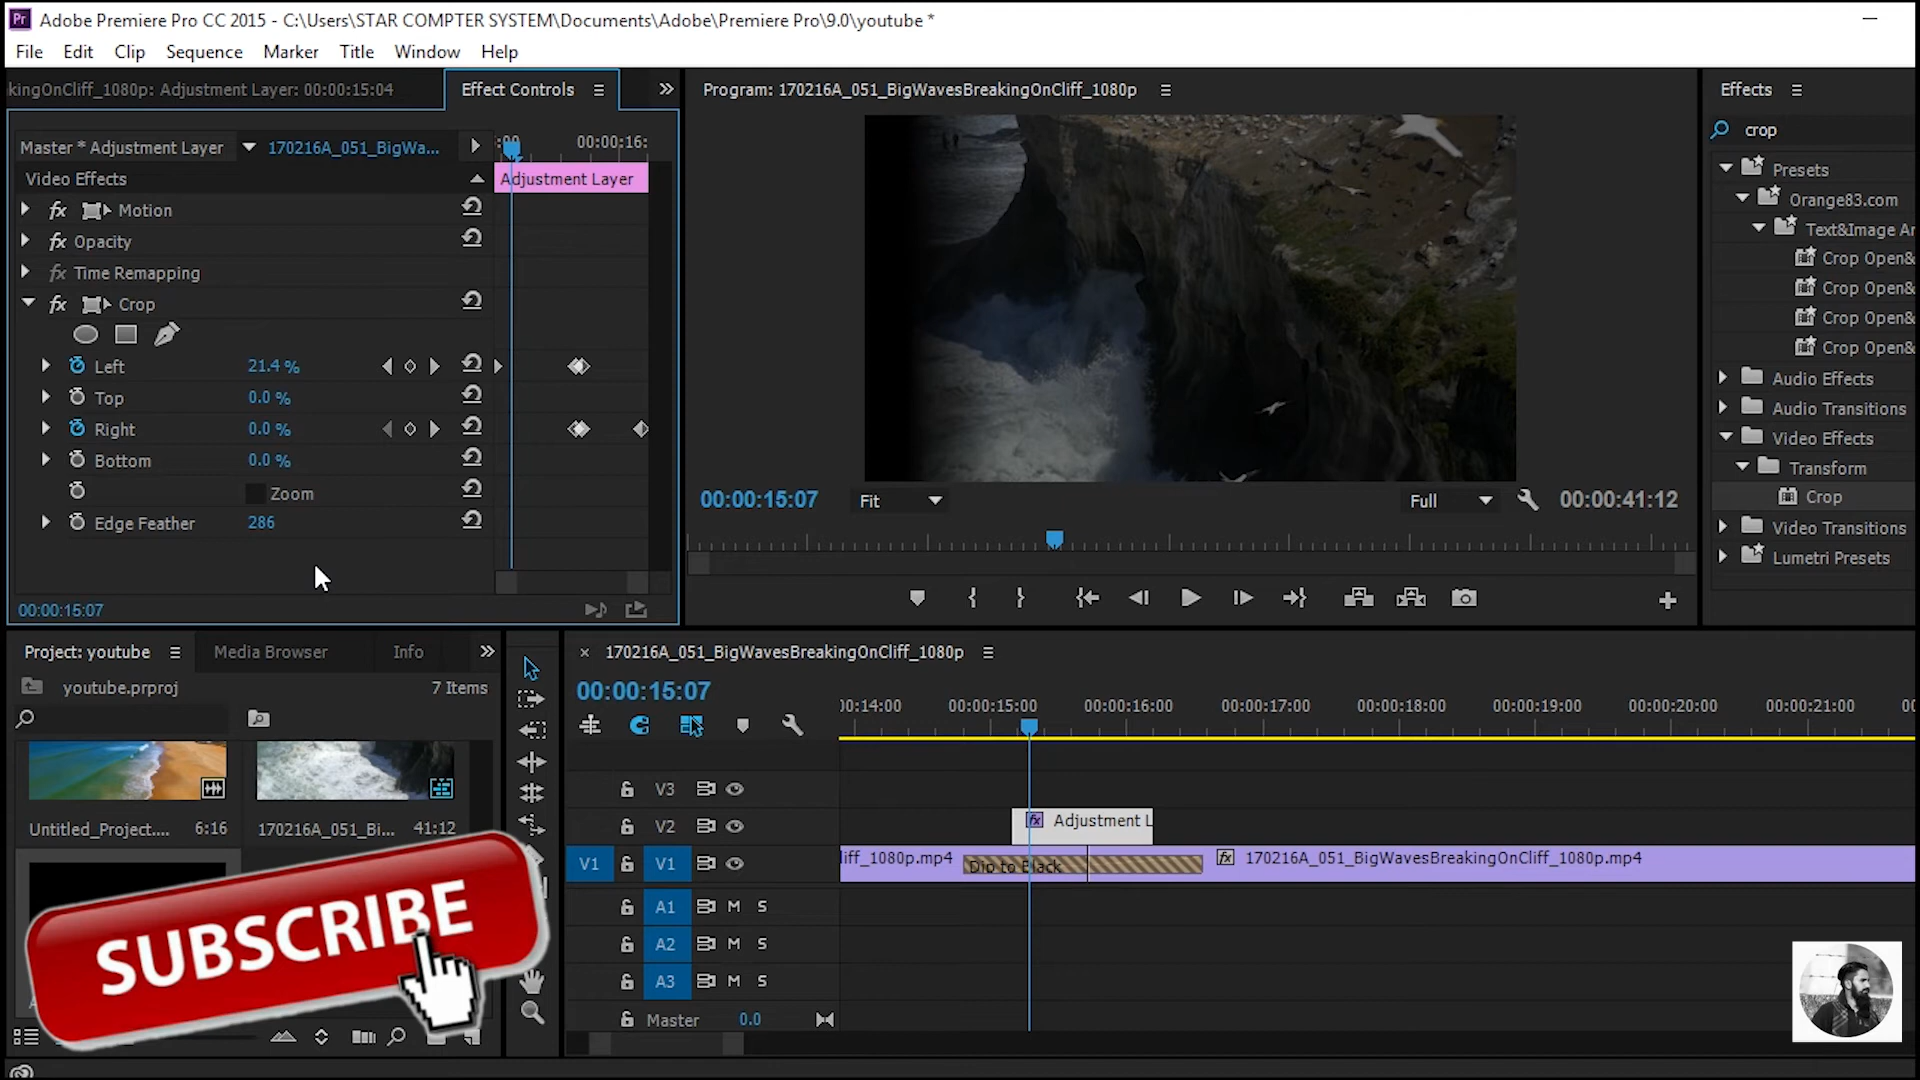 Pr Adobe Premiere Pro CC 2015 - C:\Users\STAR COMPTER SYSTEM\Documents\Adobe\Premiere Pro\9.0\youtube *
File Edit Clip Sequence Marker Title Window Help
kingOnCliff_1080p: Adjustment Layer: 00:00:15:04
Effect Controls
Program: 170216A_051_BigWavesBreakingOnCliff_1080p
Effects
crop
Master * Adjustment Layer 170216A_051_BigWa...
:00 00:00:16:
Video Effects
Adjustment Layer
fx Motion
fx Opacity
fx Time Remapping
fx Crop
Left 21.4 %
Top 0.0 %
Right 0.0 %
Bottom 0.0 %
Zoom
Edge Feather 286
00:00:15:07
00:00:15:07 Fit Full 00:00:41:12
Presets
Orange83.com
Text&Image Ar
Crop Open&
Crop Open&
Crop Open&
Crop Open&
Audio Effects
Audio Transitions
Video Effects
Transform
Crop
Video Transitions
Lumetri Presets
Project: youtube Media Browser Info
youtube.prproj 7 Items
Untitled_Project.... 6:16
170216A_051_Bi... 41:12
SUBSCRIBE
170216A_051_BigWavesBreakingOnCliff_1080p
00:00:15:07
00:14:00 00:00:15:00 00:00:16:00 00:00:17:00 00:00:18:00 00:00:19:00 00:00:20:00 00:00:21:00 00
V3
V2
fx Adjustment L
V1 V1
liff_1080p.mp4 Dip to Black fx 170216A_051_BigWavesBreakingOnCliff_1080p.mp4
A1 M S
A2 M S
A3 M S
Master 0.0